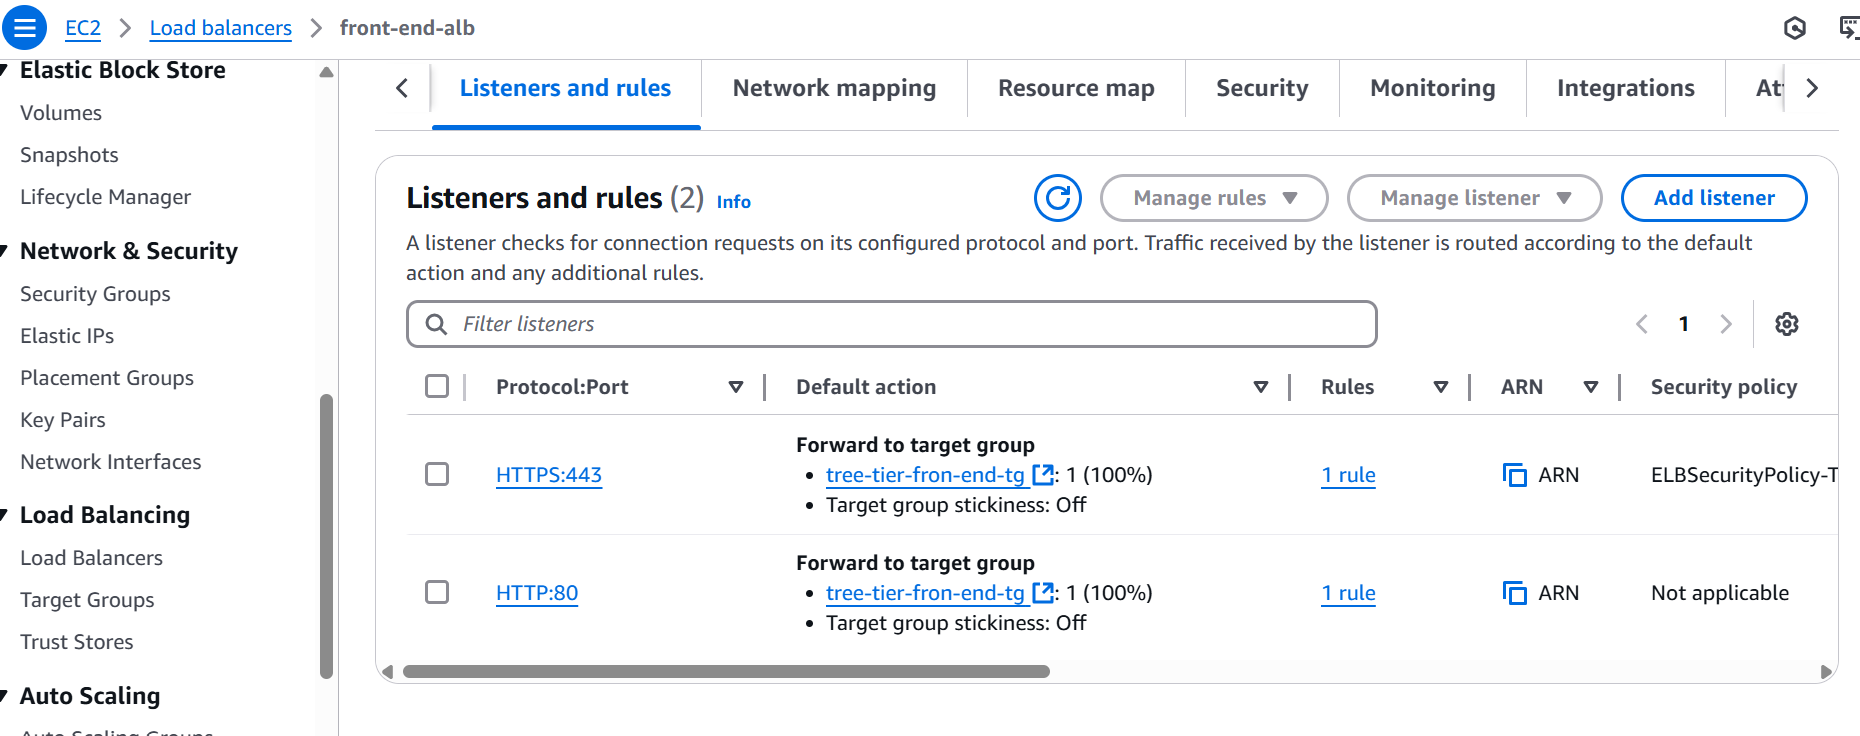 EC2 > Load balancers > front-end-alb
Elastic Block Store
Volumes
Snapshots
Lifecycle Manager
Network & Security
Security Groups
Elastic IPs
Placement Groups
Key Pairs
Network Interfaces
Load Balancing
Load Balancers
Target Groups
Trust Stores
Auto Scaling
Auto Scaling Groups
Listeners and rules Network mapping Resource map Security Monitoring Integrations
Listeners and rules (2) Info Manage rules Manage listener Add listener
A listener checks for connection requests on its configured protocol and port. Traffic received by the listener is routed according to the default
action and any additional rules.
Filter listeners 1
Protocol:Port Default action Rules ARN Security policy
Forward to target group
HTTPS:443 • tree-tier-fron-end-tg : 1 (100%) 1 rule ARN ELBSecurityPolicy-T
• Target group stickiness: Off
Forward to target group
HTTP:80 • tree-tier-fron-end-tg : 1 (100%) 1 rule ARN Not applicable
• Target group stickiness: Off